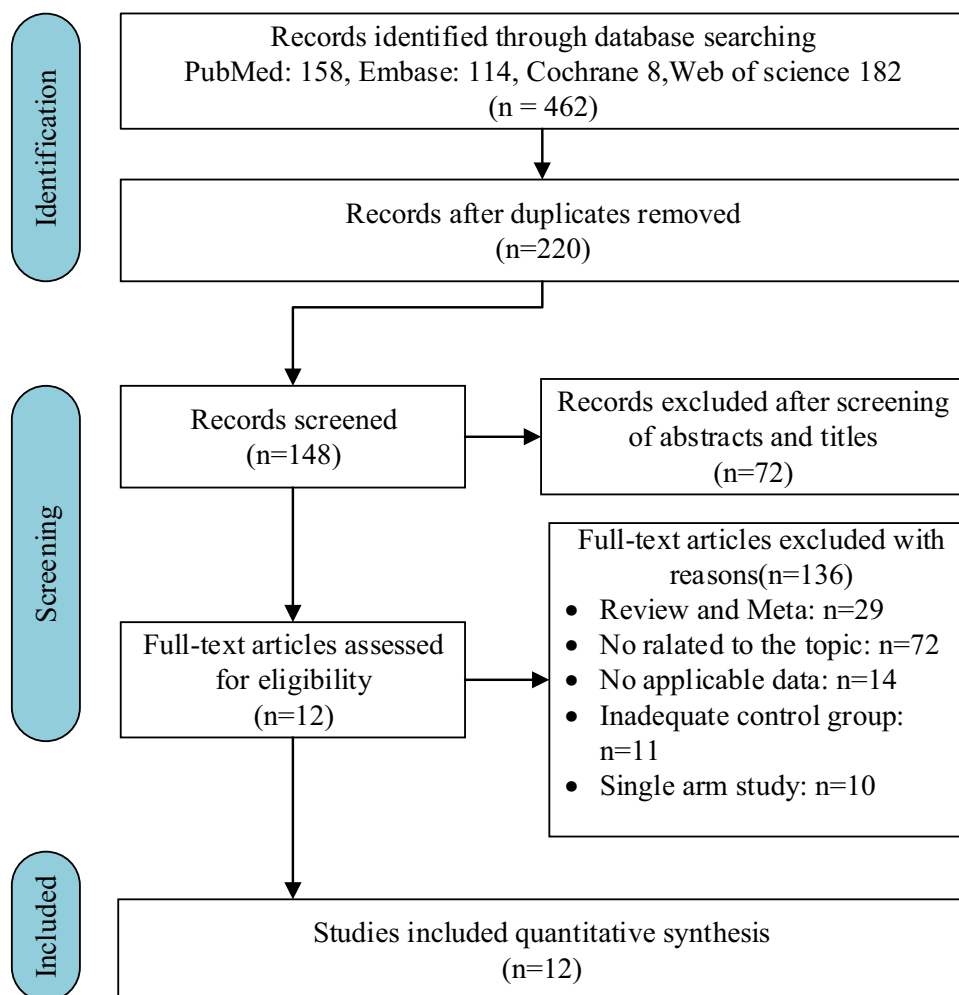 Identification
Records identified through database searching
PubMed: 158, Embase: 114, Cochrane 8,Web of science 182
(n = 462)
Records after duplicates removed
(n=220)
Screening
Records screened
(n=148)
Records excluded after screening
of abstracts and titles
(n=72)
Full-text articles assessed
for eligibility
(n=12)
Full-text articles excluded with
reasons(n=136)
• Review and Meta: n=29
• No ralated to the topic: n=72
• No applicable data: n=14
• Inadequate control group:
n=11
• Single arm study: n=10
Included
Studies included quantitative synthesis
(n=12)